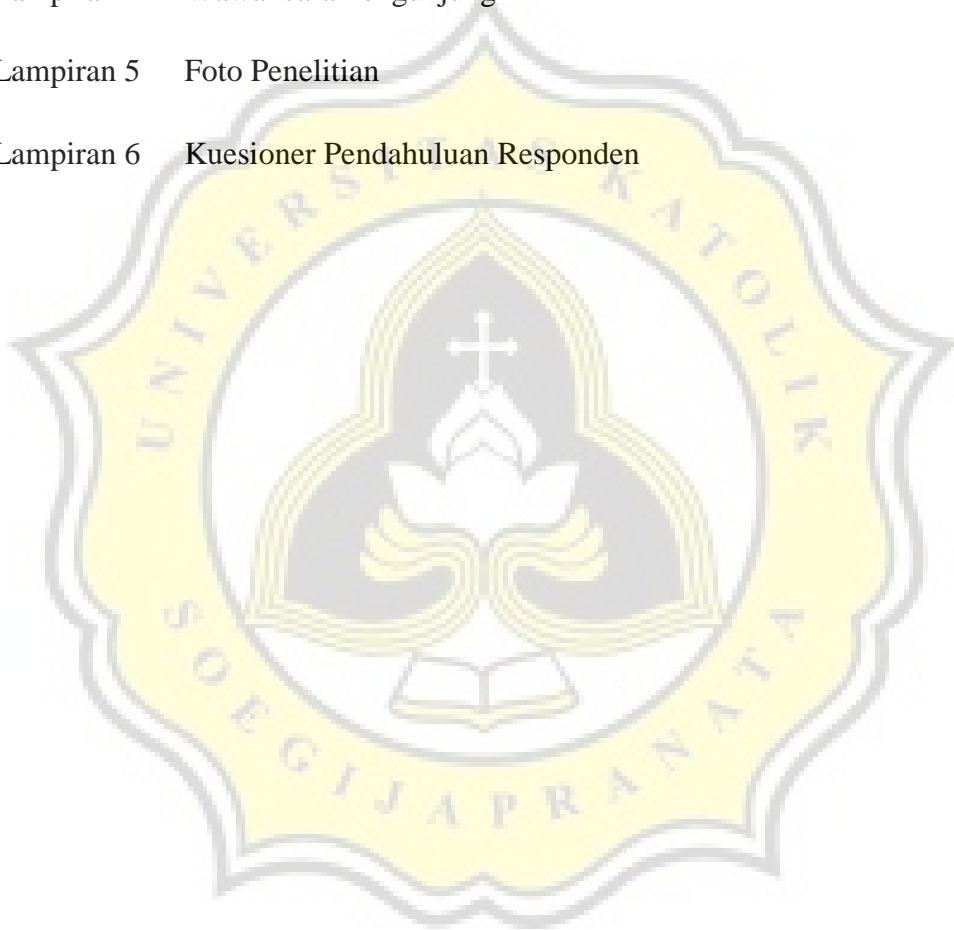 Lampiran 5 Foto Penelitian
Lampiran 6 Kuesioner Pendahuluan Responden
UNIVERSITAS KATOLIK
SOEGIJAPRANATA